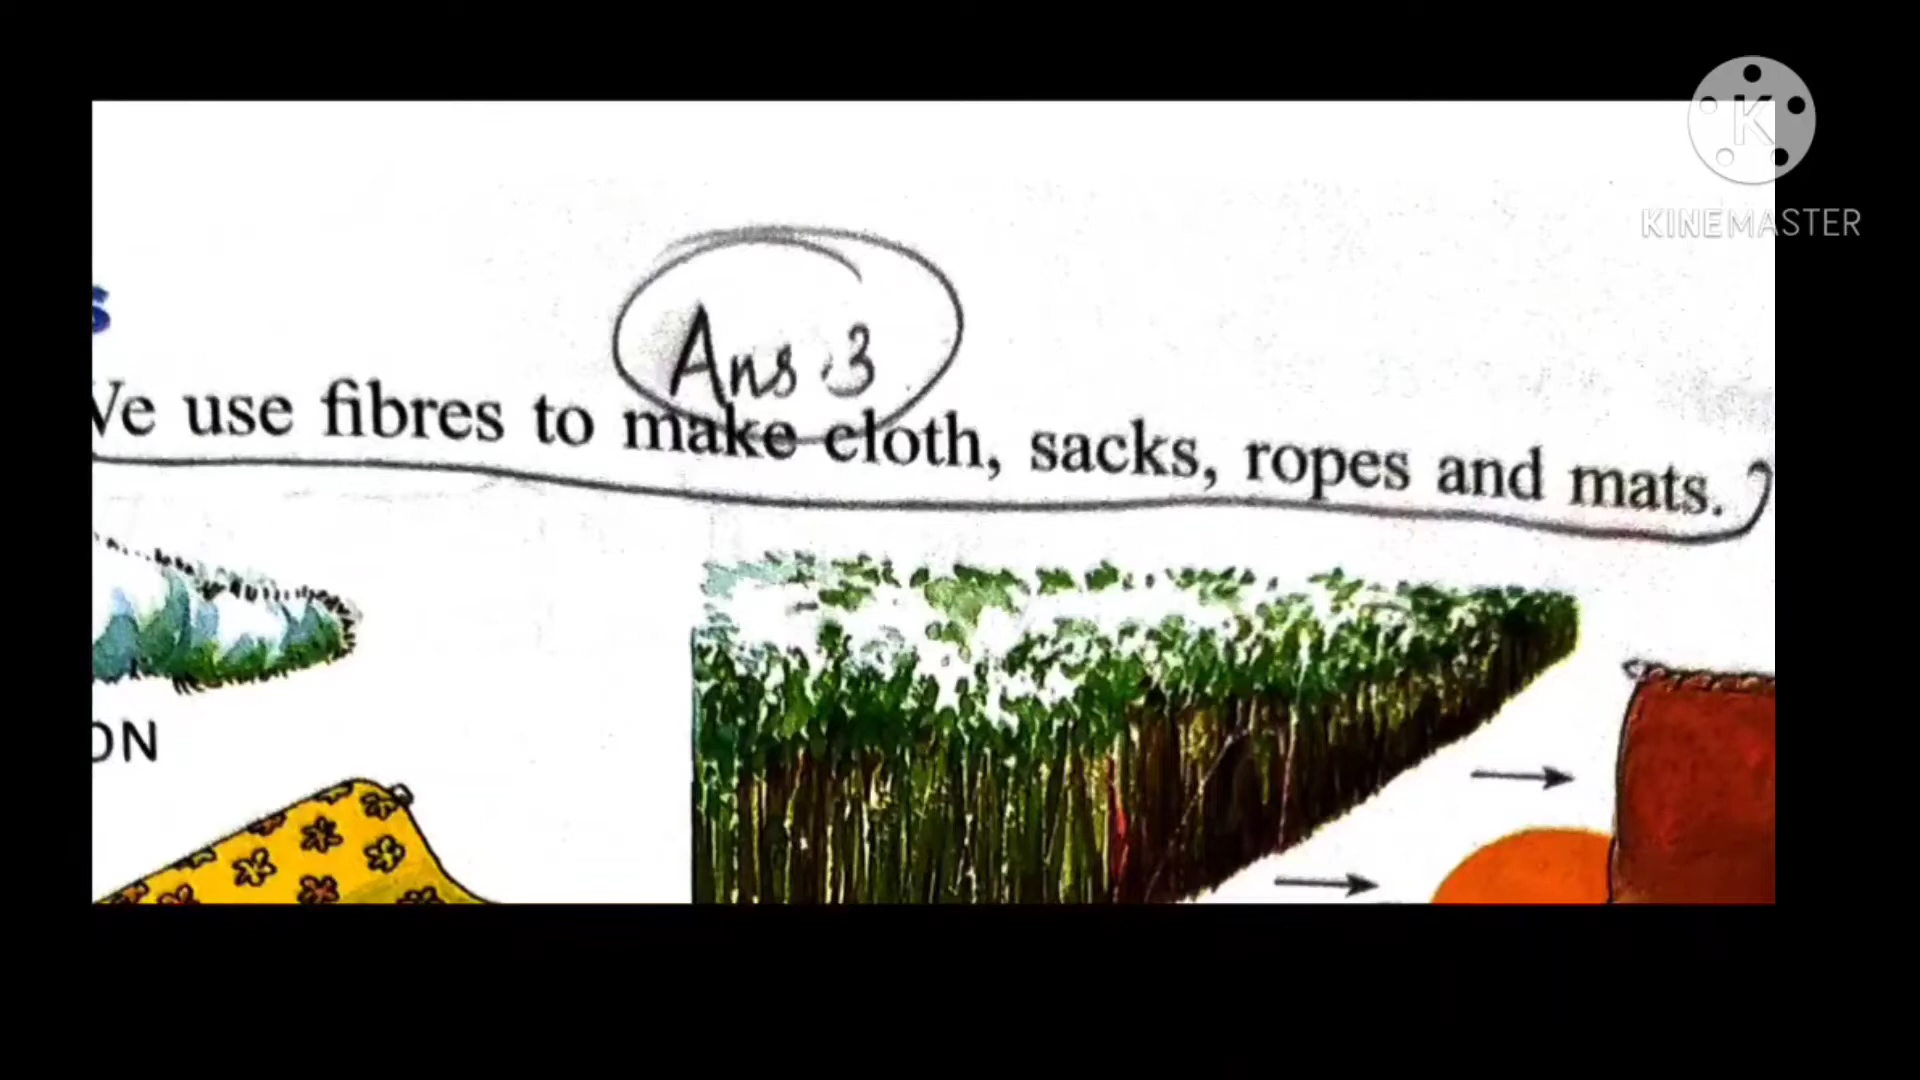 K
KINEMASTER
s
Ans 3
We use fibres to make cloth, sacks, ropes and mats.
ON